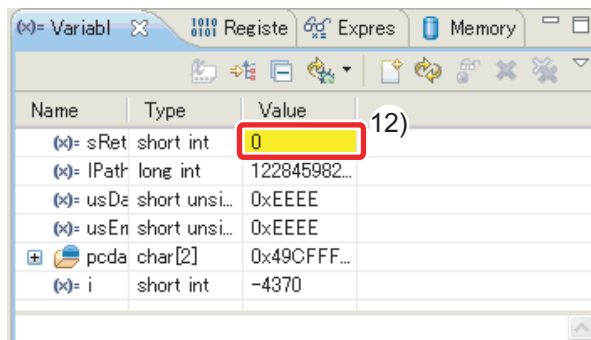 (x)= Variabl
1010 0101 Registe
Expres
Memory
Name Type Value
12)
(x)= sRet short int 0
(x)= lPath long int 122845982...
(x)= usDa short unsi... 0xEEEE
(x)= usEn short unsi... 0xEEEE
pcda char[2] 0x49CFFF...
(x)= i short int -4370